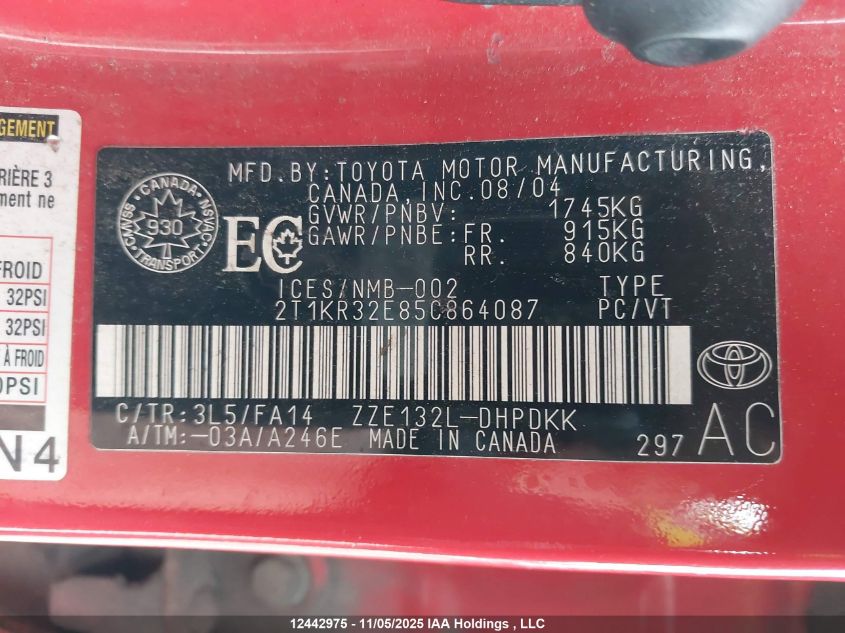 GEMENT
RIÈRE 3
ment ne
FROID
32PSI
32PSI
À FROID
0PSI
N4
MFD.BY:TOYOTA MOTOR MANUFACTURING,
CANADA,INC.08/04
GVWR/PNBV: 1745KG
GAWR/PNBE:FR. 915KG
RR. 840KG
CANADA
930
TRANSPORT
EC
ICES/NMB-002 TYPE
2T1KR32E85C864087 PC/VT
C/TR:3L5/FA14 ZZE132L-DHPDKK
A/TM:-03A/A246E MADE IN CANADA
297 AC
12442975 - 11/05/2025 IAA Holdings , LLC